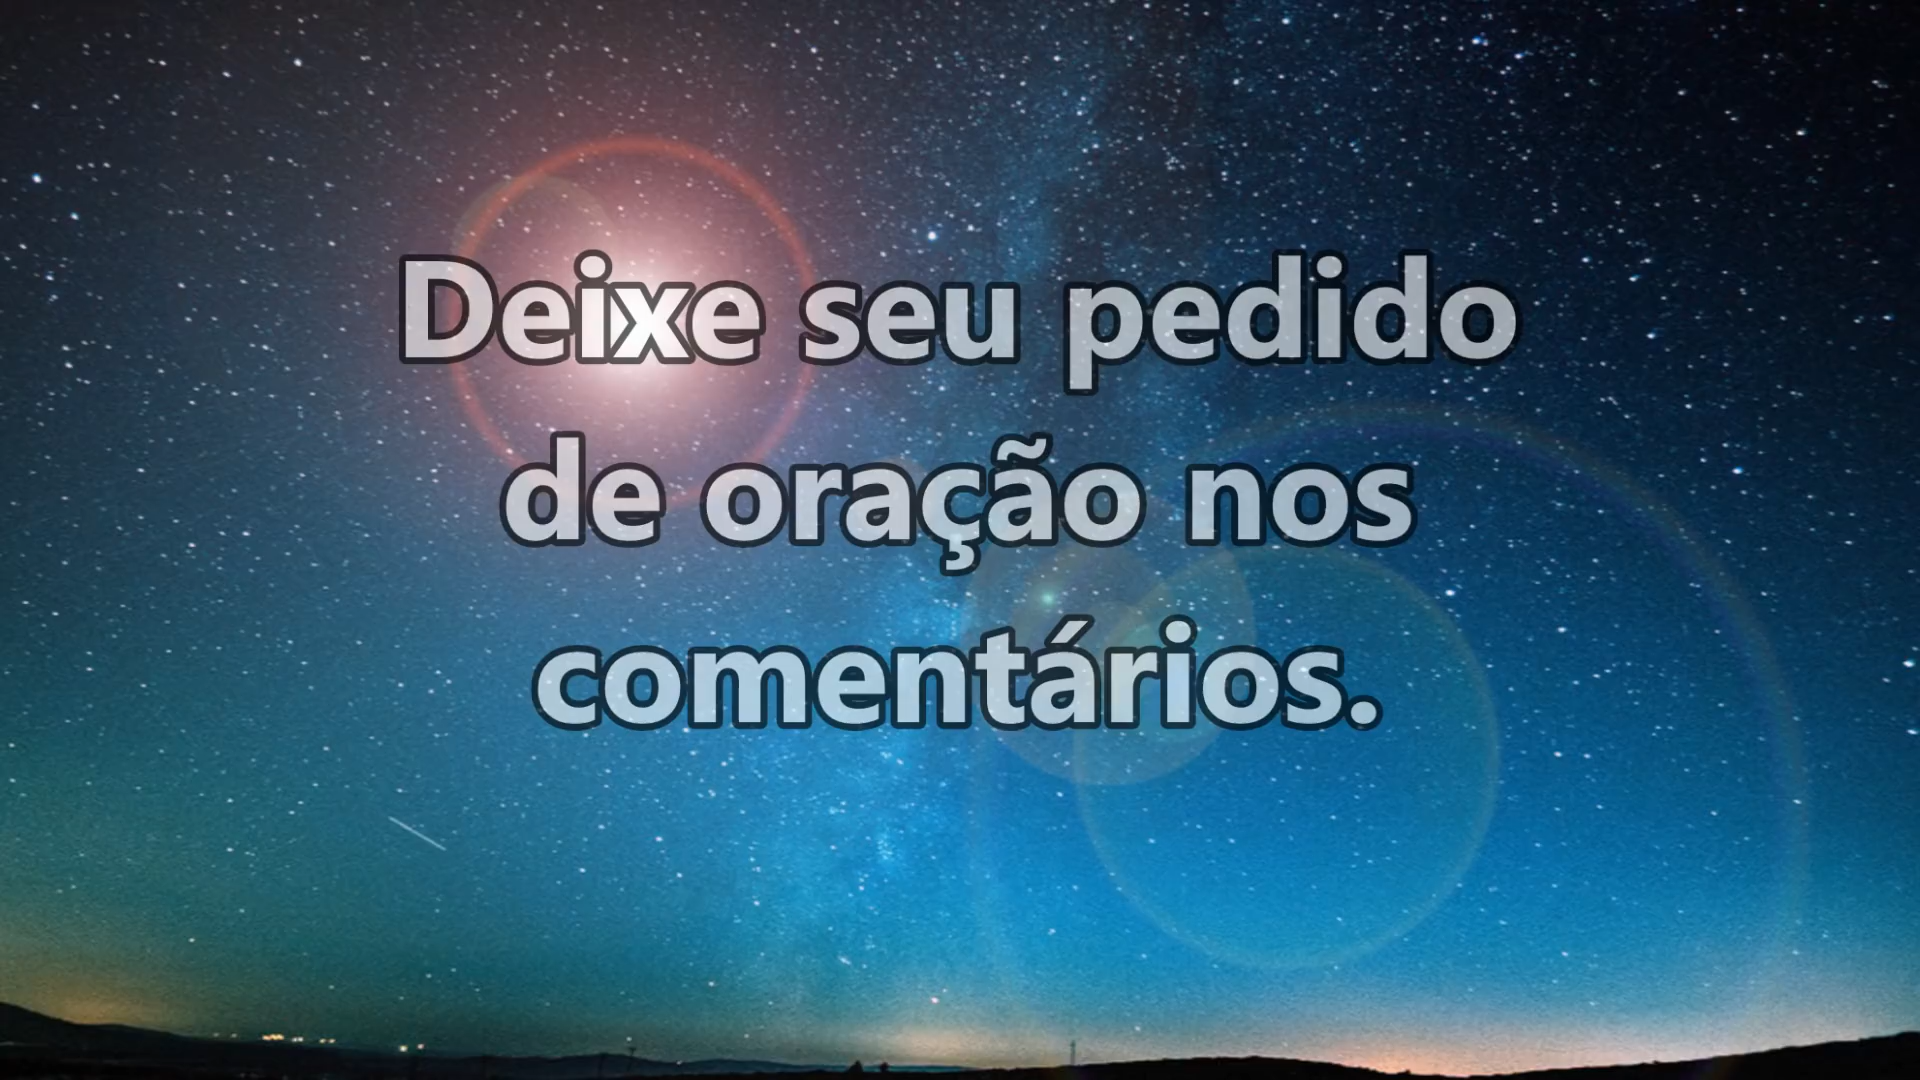 Deixe seu pedido
de oração nos
comentários.